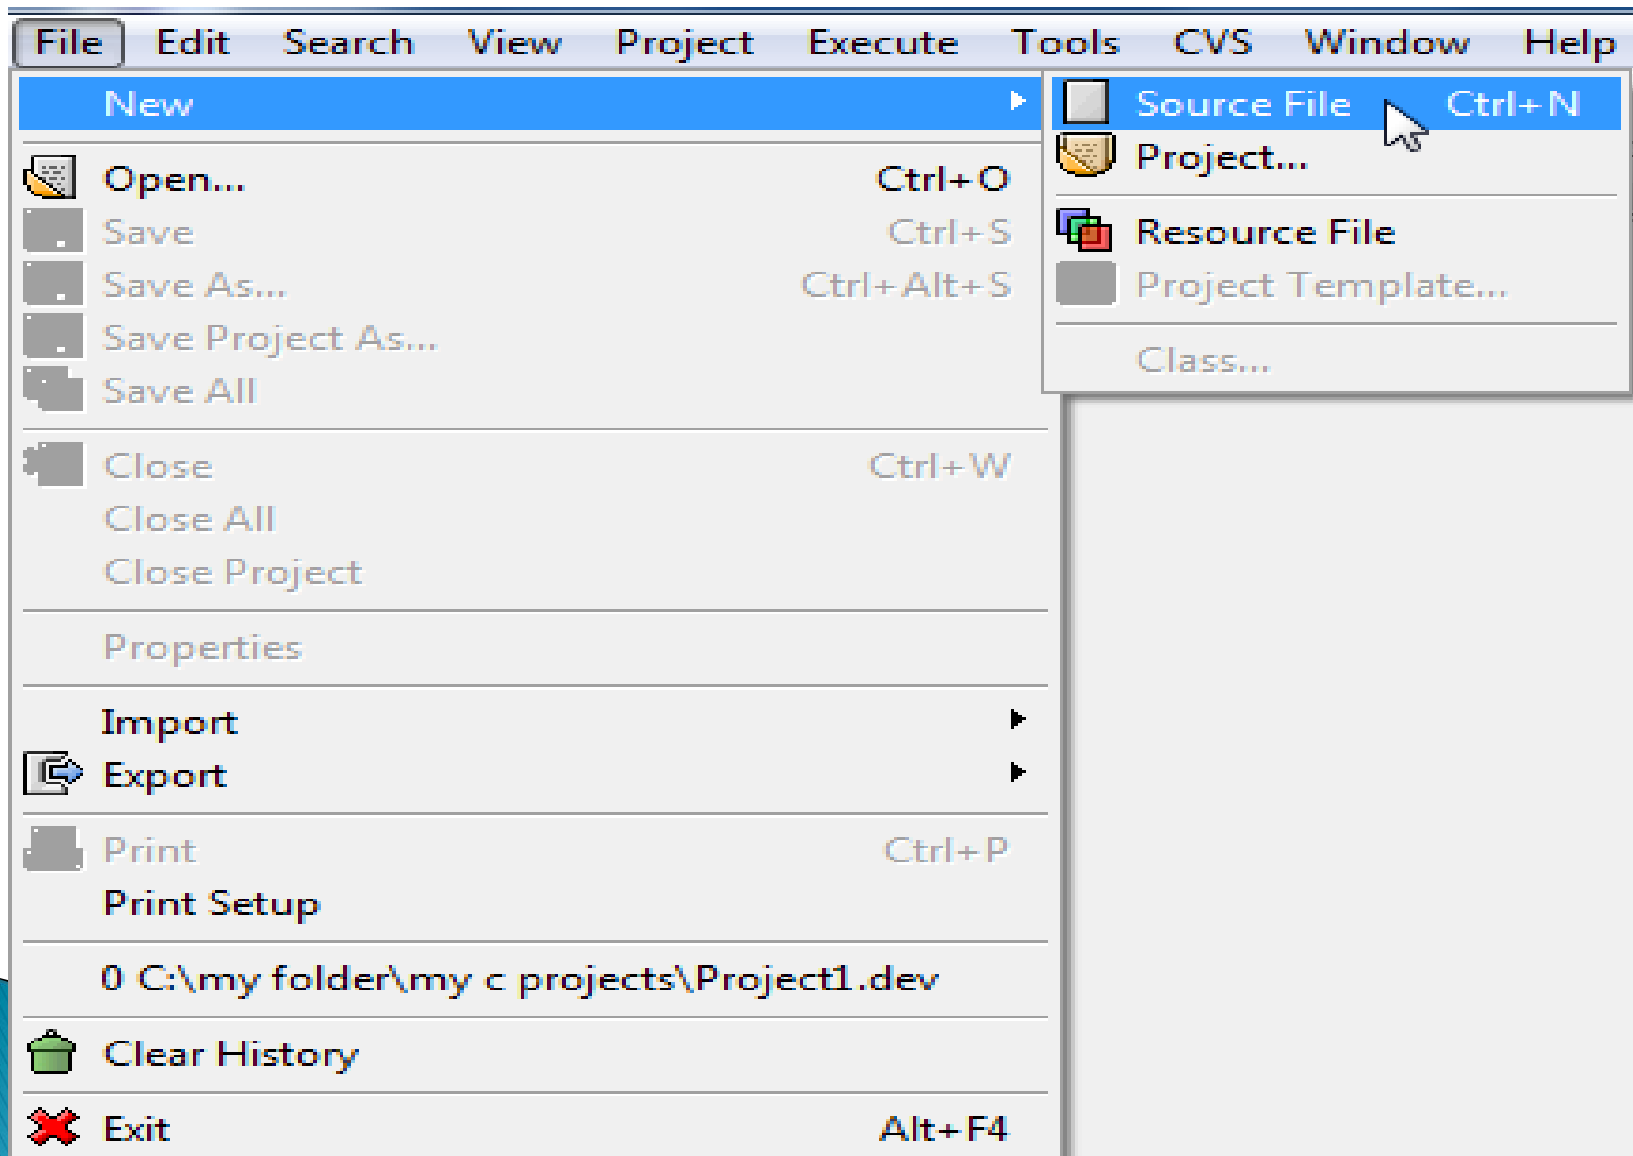 File Edit Search View Project Execute Tools CVS Window Help
New
Open... Ctrl+O
Save Ctrl+S
Save As... Ctrl+Alt+S
Save Project As...
Save All
Close Ctrl+W
Close All
Close Project
Properties
Import
Export
Print Ctrl+P
Print Setup
0 C:\my folder\my c projects\Project1.dev
Clear History
Exit Alt+F4
Source File Ctrl+N
Project...
Resource File
Project Template...
Class...